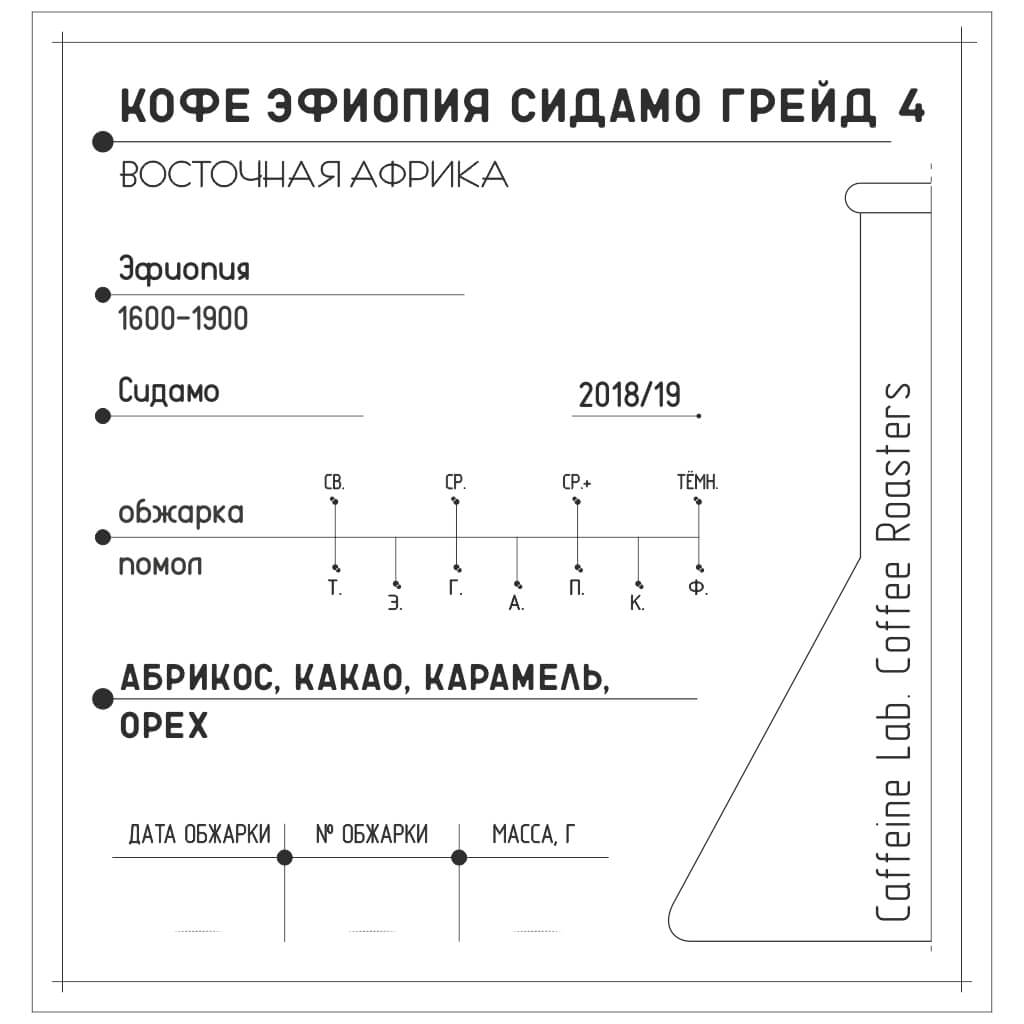 КОФЕ ЭФИОПИЯ СИДАМО ГРЕЙД 4
ВОСТОЧНАЯ АФРИКА
Эфиопия
1600-1900
Сидамо
2018/19
СВ. СР. СР.+ ТЁМН.
обжарка
помол
Т. Э. Г. А. П. К. Ф.
АБРИКОС, КАКАО, КАРАМЕЛЬ,
ОРЕХ
ДАТА ОБЖАРКИ № ОБЖАРКИ МАССА, Г
Caffeine Lab. Coffee Roasters